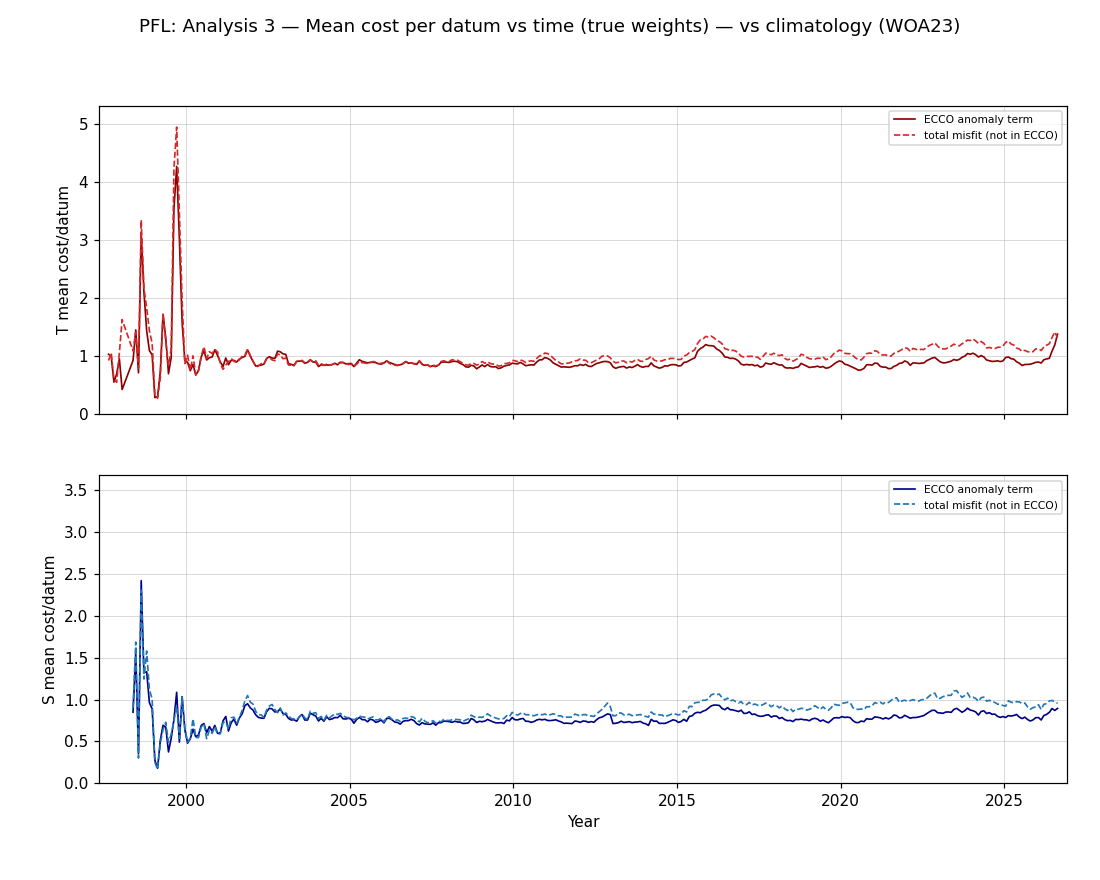 PFL: Analysis 3 — Mean cost per datum vs time (true weights) — vs climatology (WOA23)
T mean cost/datum
5
4
3
2
1
0
ECCO anomaly term
total misfit (not in ECCO)
S mean cost/datum
3.5
3.0
2.5
2.0
1.5
1.0
0.5
0.0
ECCO anomaly term
total misfit (not in ECCO)
2000 2005 2010 2015 2020 2025
Year